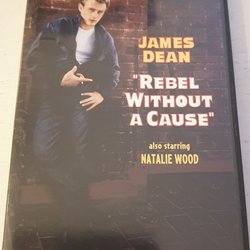 JAMES
DEAN
"REBEL
WITHOUT
A CAUSE"
also starring
NATALIE WOOD